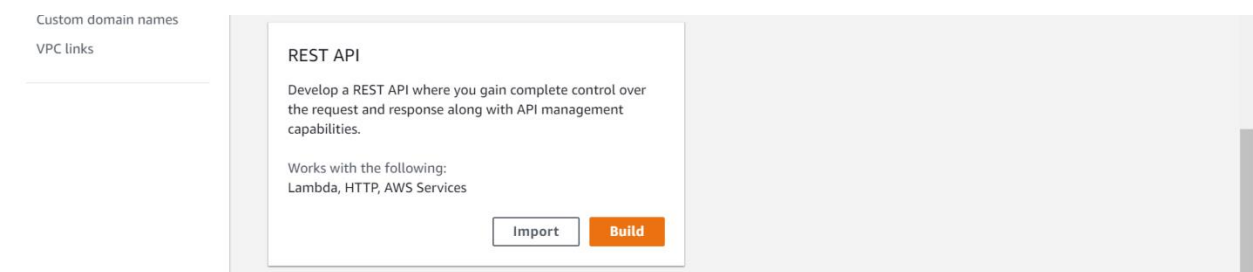 Custom domain names
VPC links
REST API
Develop a REST API where you gain complete control over
the request and response along with API management
capabilities.
Works with the following:
Lambda, HTTP, AWS Services
Import
Build